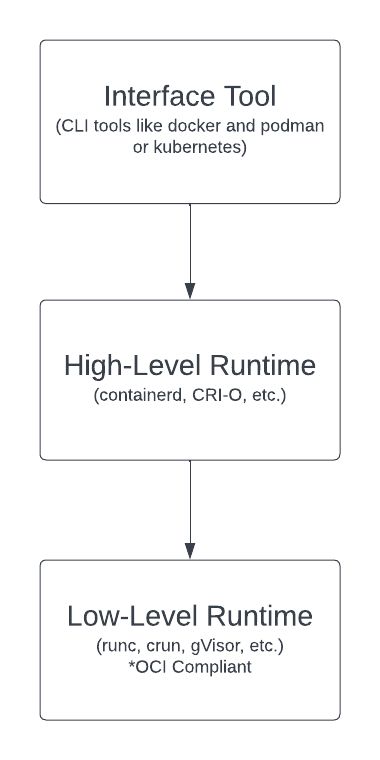 Interface Tool
(CLI tools like docker and podman
or kubernetes)
High-Level Runtime
(containerd, CRI-O, etc.)
Low-Level Runtime
(runc, crun, gVisor, etc.)
*OCI Compliant